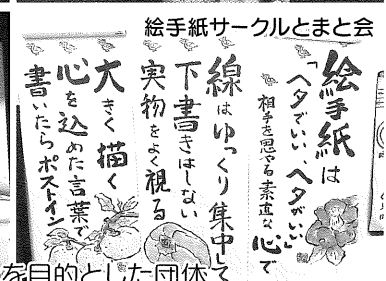 絵手紙サークルとまと会
絵手紙は
「ヘタでいい、ヘタがいい」
相手を思やる素直な心で
線はゆっくり集中して
下書きはしない
実物をよく視る
大きく描く
心を込めた言葉で
書いたらポストイン
を目的とした団体で